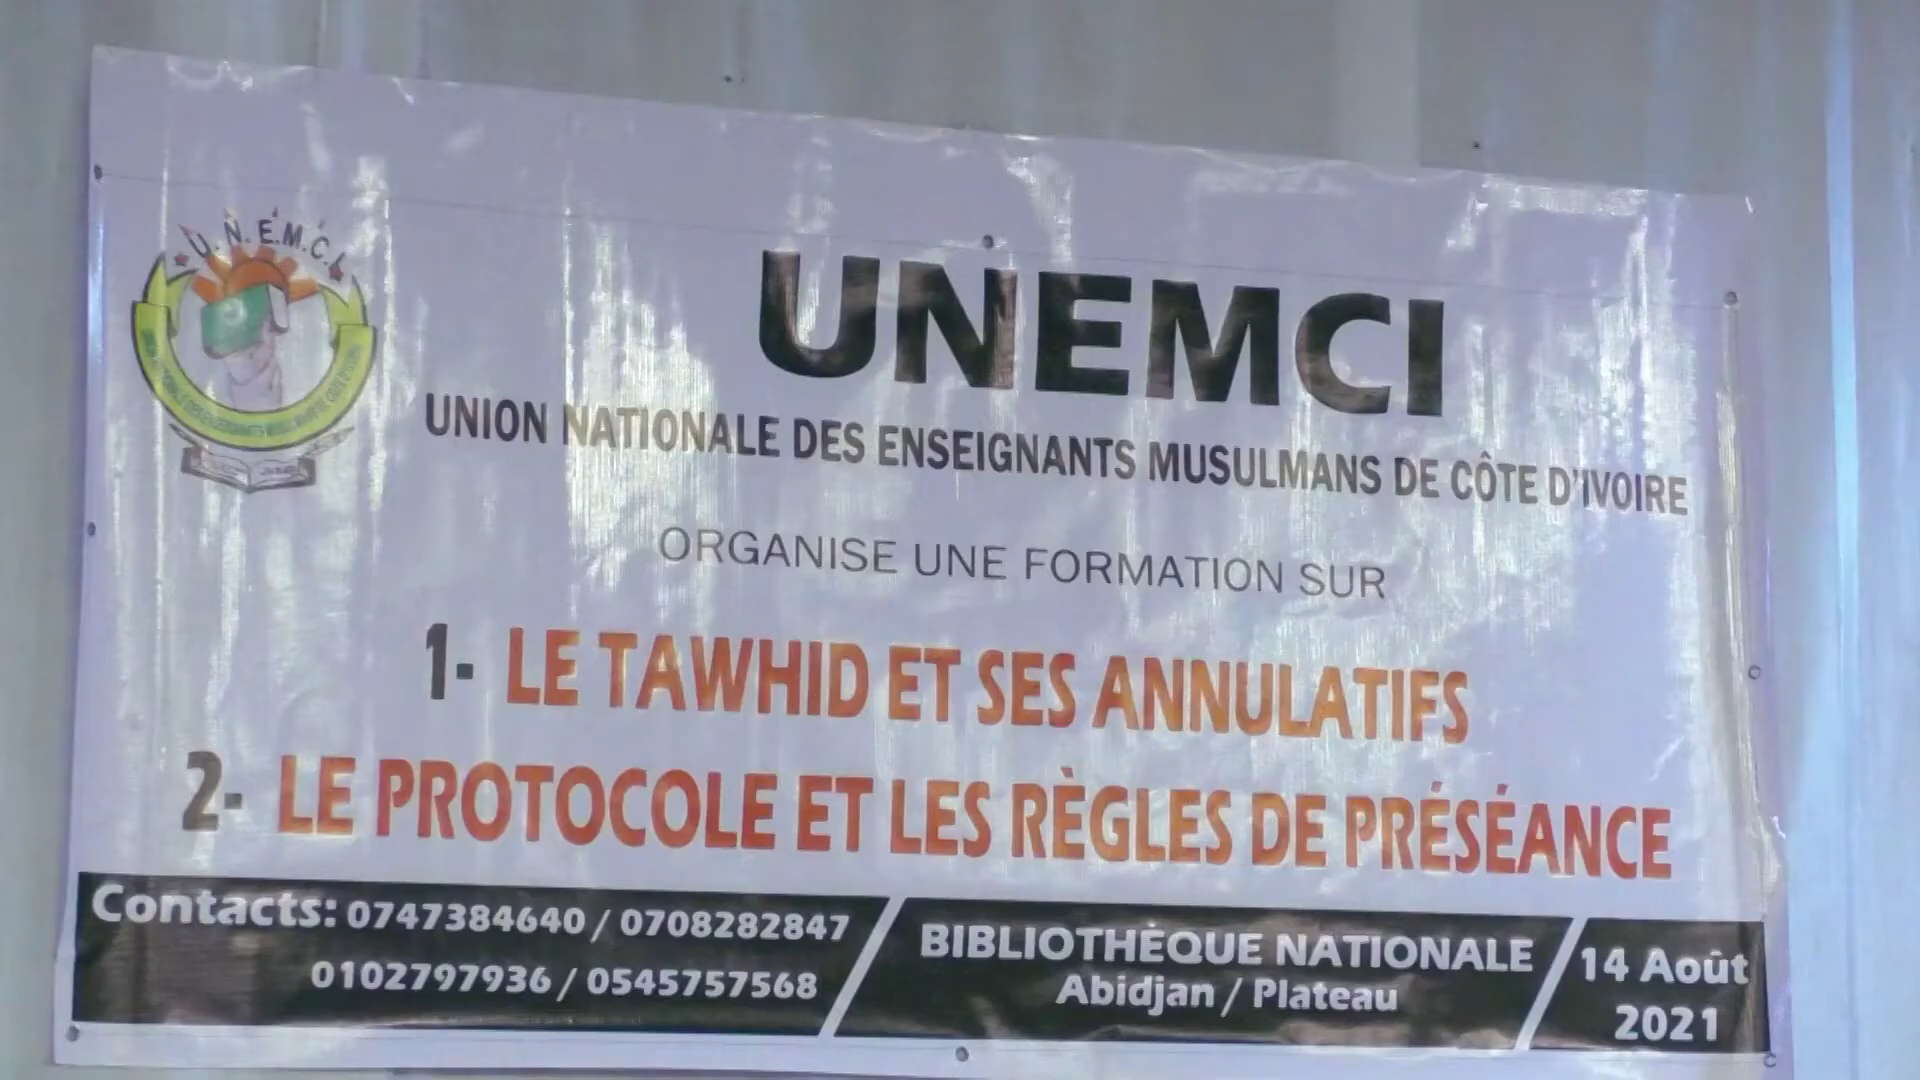 U.N.E.M.C.I.
UNEMCI
UNION NATIONALE DES ENSEIGNANTS MUSULMANS DE CÔTE D'IVOIRE
ORGANISE UNE FORMATION SUR
1- LE TAWHID ET SES ANNULATIFS
2- LE PROTOCOLE ET LES RÈGLES DE PRÉSÉANCE
Contacts: 0747384640 / 0708282847
0102797936 / 0545757568
BIBLIOTHÈQUE NATIONALE
Abidjan / Plateau
14 Août
2021